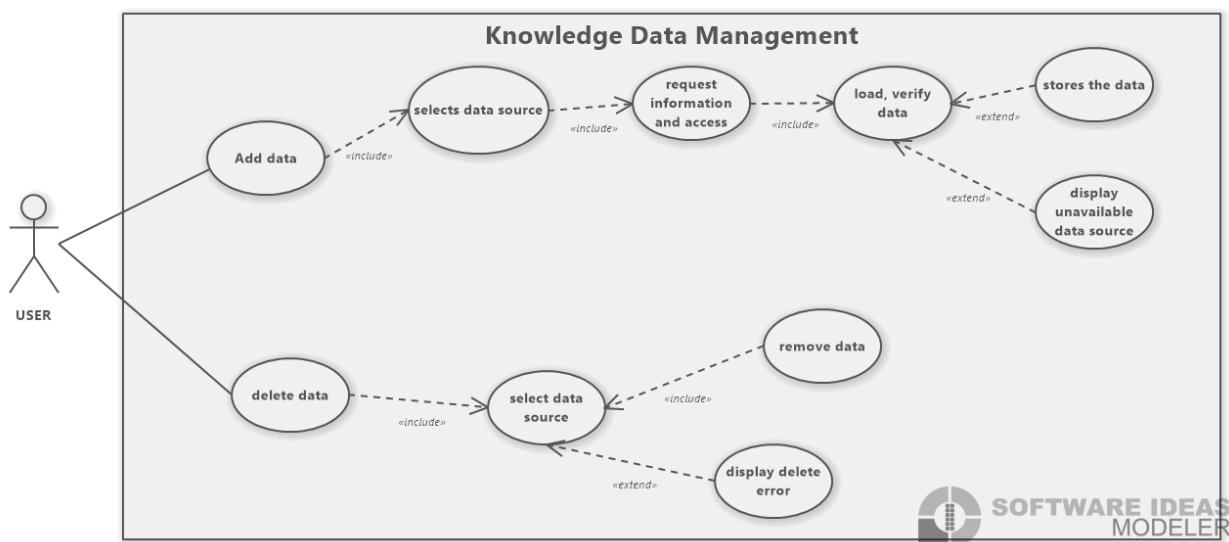 Knowledge Data Management
selects data source
request
information
and access
load, verify
data
stores the data
«include»
«include»
«extend»
Add data
«include»
display
unavailable
data source
«extend»
USER
remove data
delete data
select data
source
«include»
«include»
display delete
error
«extend»
SOFTWARE IDEAS
MODELER